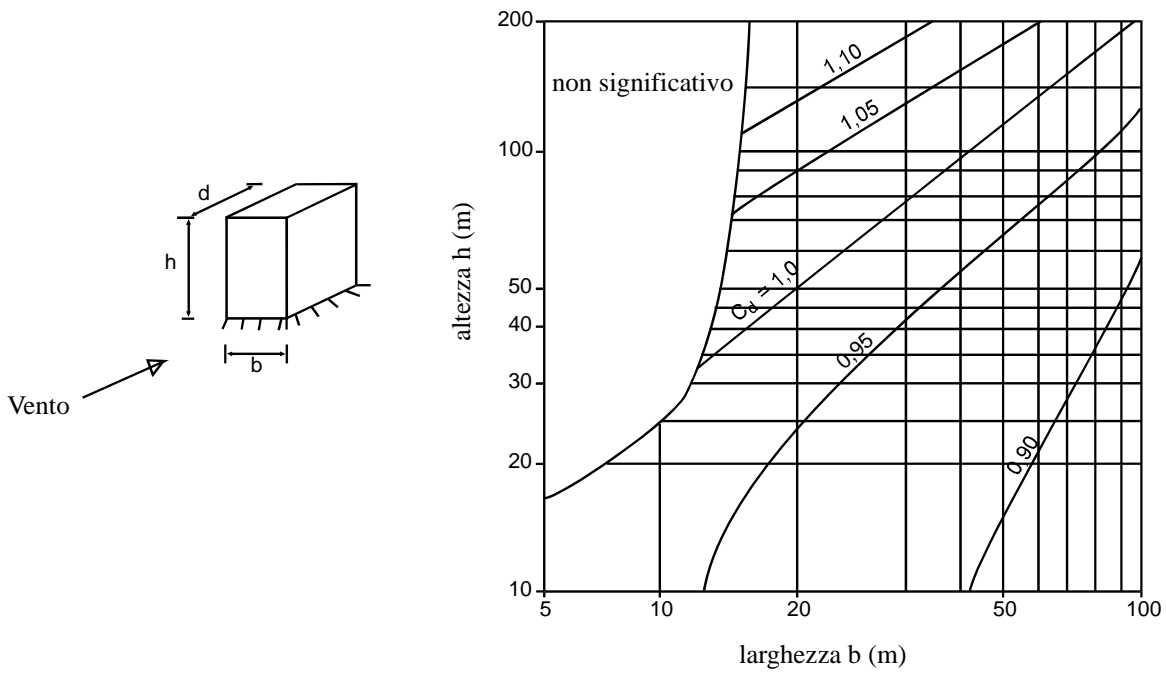 d
h
b
Vento
altezza h (m)
200
100
50
40
30
20
10
non significativo
1,10
1,05
Cd = 1,0
0,95
0,90
5 10 20 50 100
larghezza b (m)